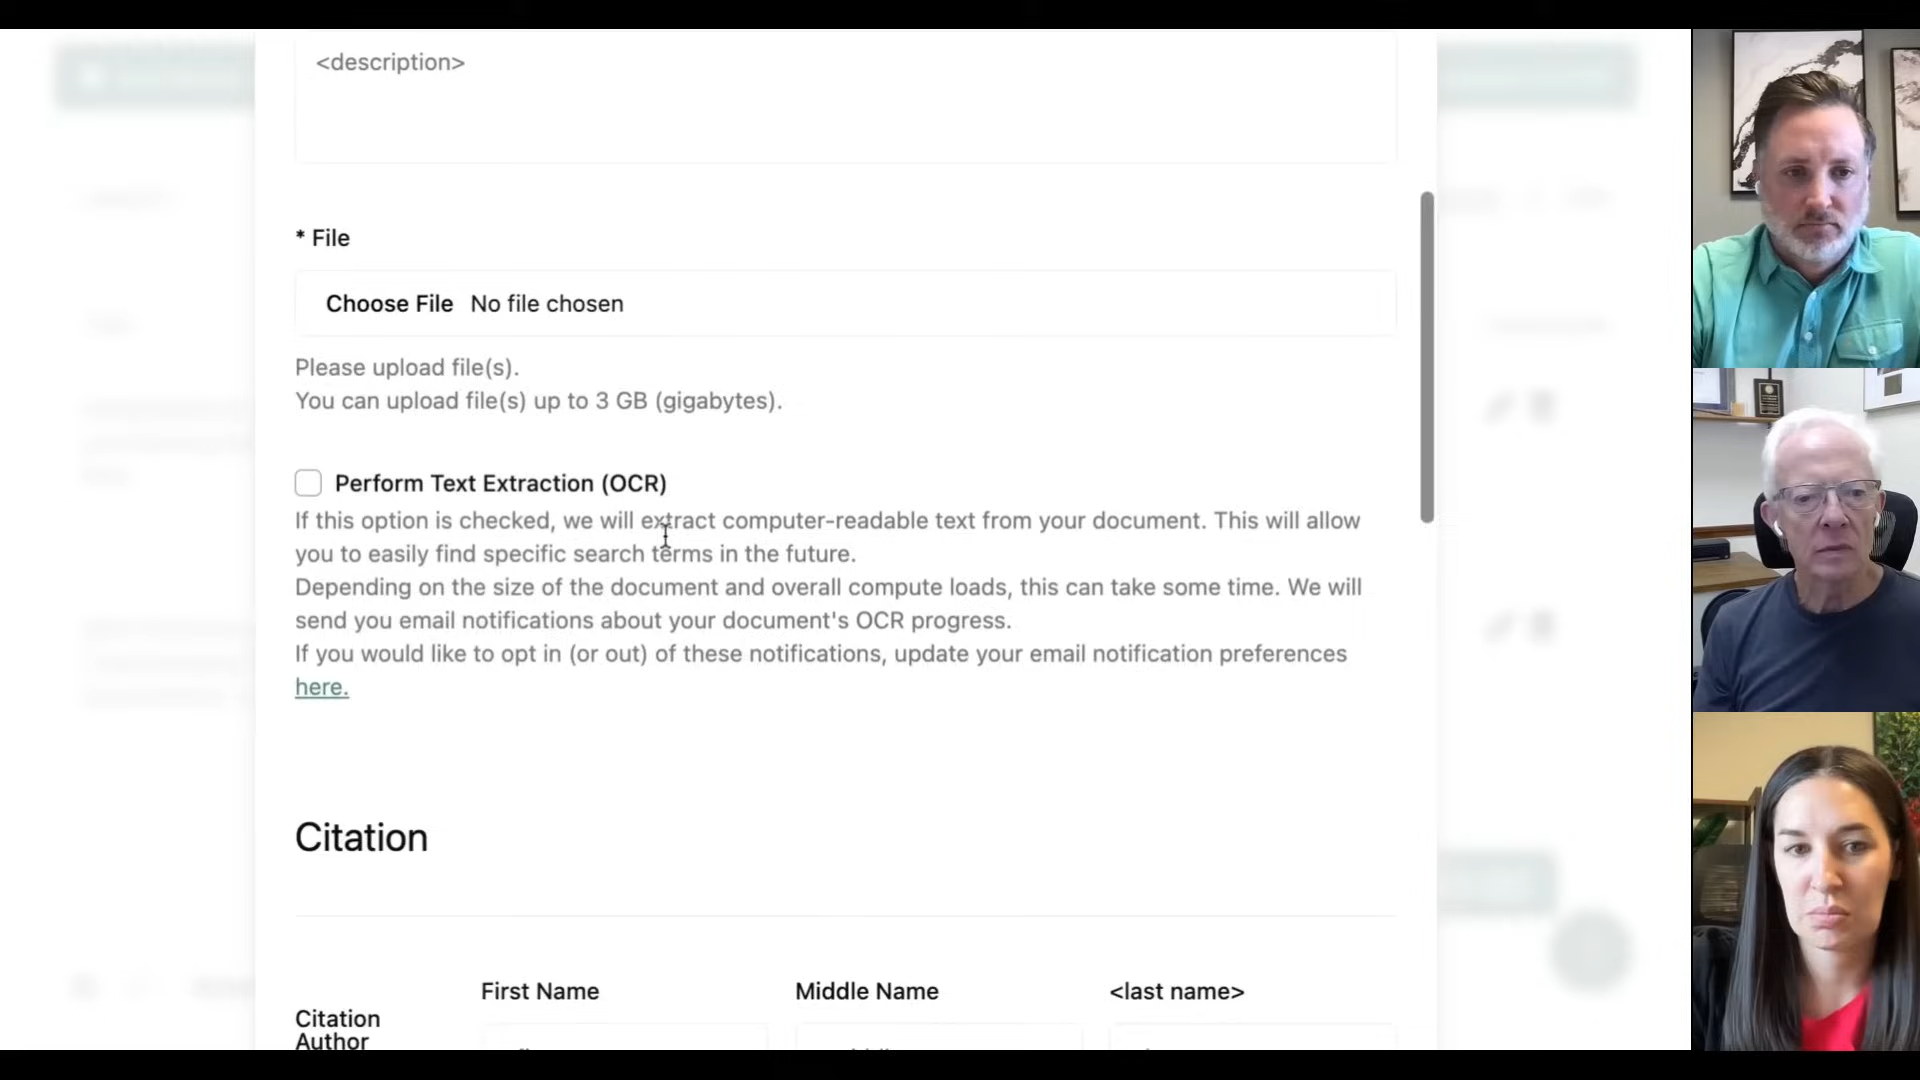 <description>
* File
Choose File No file chosen
Please upload file(s).
You can upload file(s) up to 3 GB (gigabytes).
Perform Text Extraction (OCR)
If this option is checked, we will extract computer-readable text from your document. This will allow
you to easily find specific search terms in the future.
Depending on the size of the document and overall compute loads, this can take some time. We will
send you email notifications about your document's OCR progress.
If you would like to opt in (or out) of these notifications, update your email notification preferences
here.
Citation
First Name Middle Name <last name>
Citation
Author